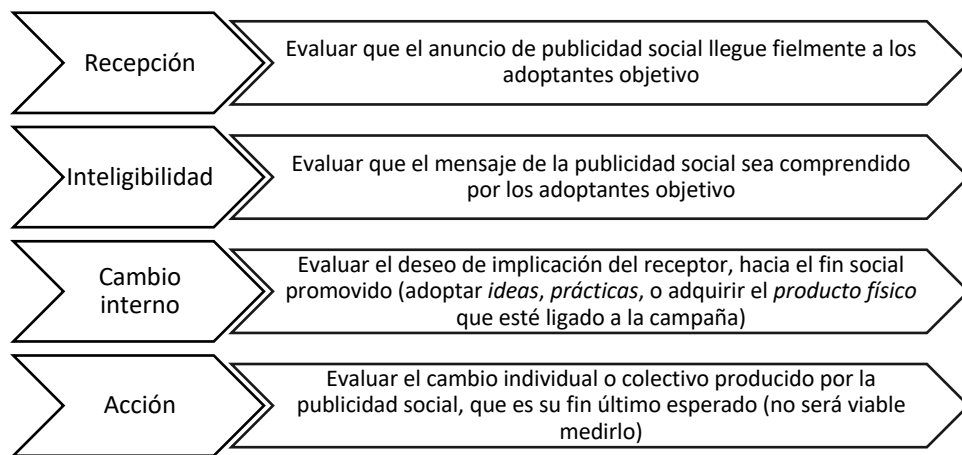 Recepción
Evaluar que el anuncio de publicidad social llegue fielmente a los
adoptantes objetivo
Inteligibilidad
Evaluar que el mensaje de la publicidad social sea comprendido
por los adoptantes objetivo
Cambio
interno
Evaluar el deseo de implicación del receptor, hacia el fin social
promovido (adoptar ideas, prácticas, o adquirir el producto físico
que esté ligado a la campaña)
Acción
Evaluar el cambio individual o colectivo producido por la
publicidad social, que es su fin último esperado (no será viable
medirlo)